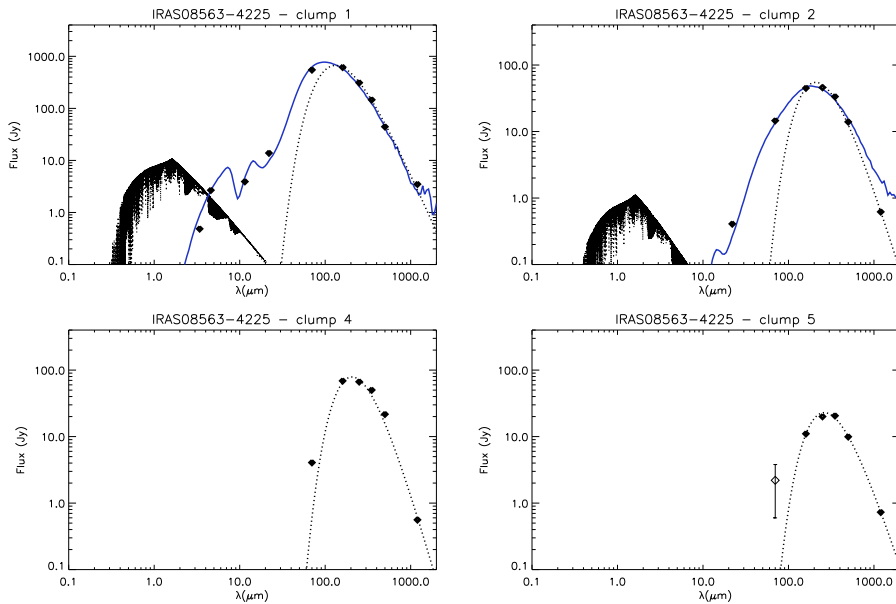 IRAS08563-4225 - clump 1
1000.0
100.0
10.0
1.0
0.1
Flux (Jy)
0.1 1.0 10.0 100.0 1000.0
λ(μm)
IRAS08563-4225 - clump 2
100.0
10.0
1.0
0.1
Flux (Jy)
0.1 1.0 10.0 100.0 1000.0
λ(μm)
IRAS08563-4225 - clump 4
100.0
10.0
1.0
0.1
Flux (Jy)
0.1 1.0 10.0 100.0 1000.0
λ(μm)
IRAS08563-4225 - clump 5
100.0
10.0
1.0
0.1
Flux (Jy)
0.1 1.0 10.0 100.0 1000.0
λ(μm)